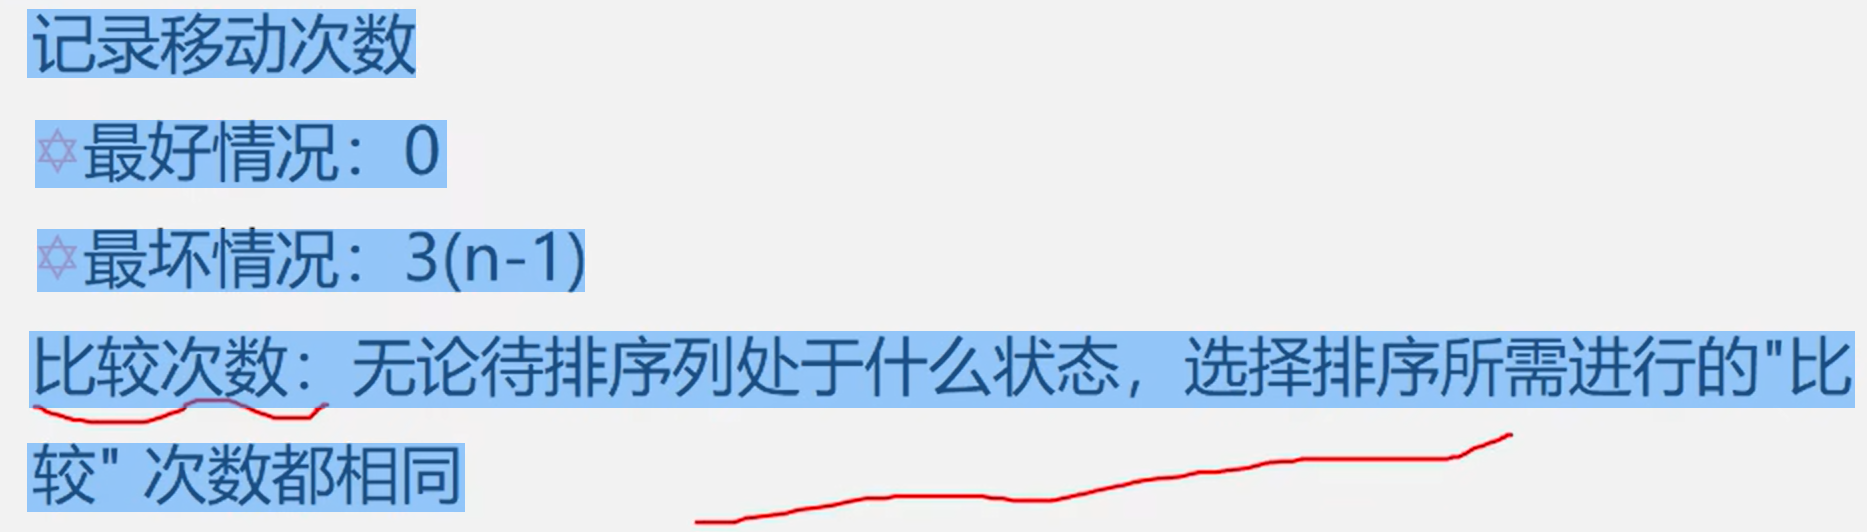 记录移动次数
✡最好情况：0
✡最坏情况：3(n-1)
比较次数：无论待排序列处于什么状态，选择排序所需进行的"比
较" 次数都相同